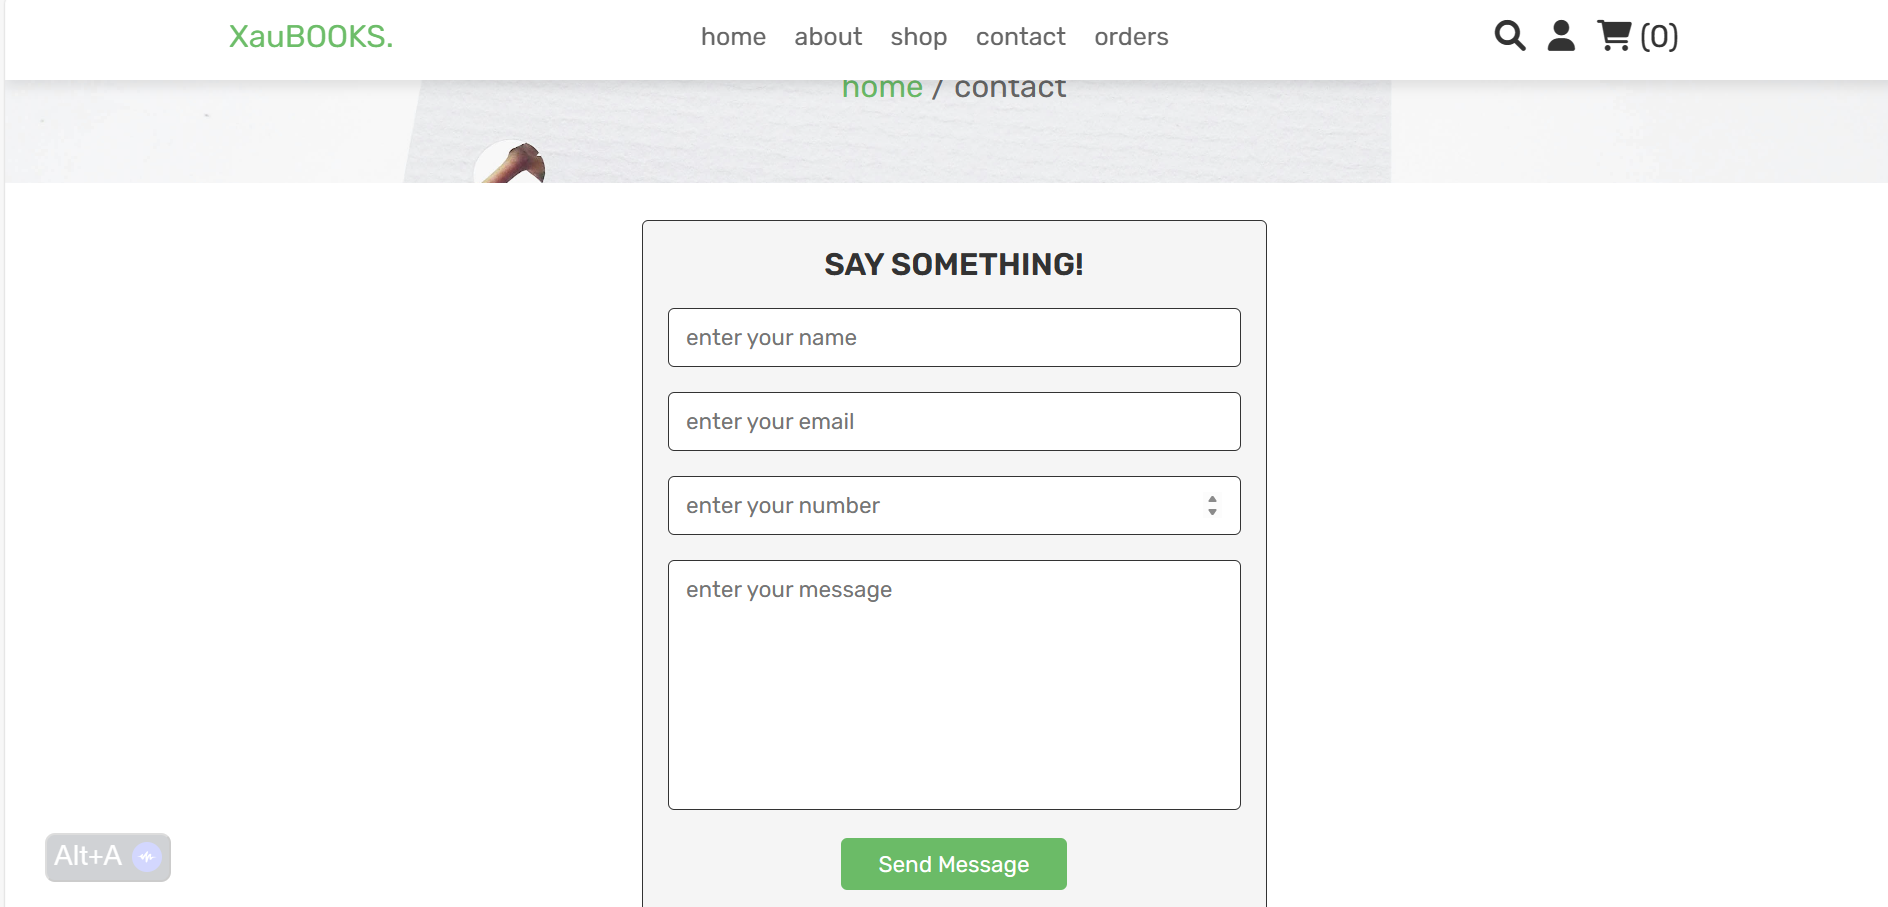 XauBOOKS.
home about shop contact orders
(0)
home / contact
SAY SOMETHING!
enter your name
enter your email
enter your number
enter your message
Send Message
Alt+A